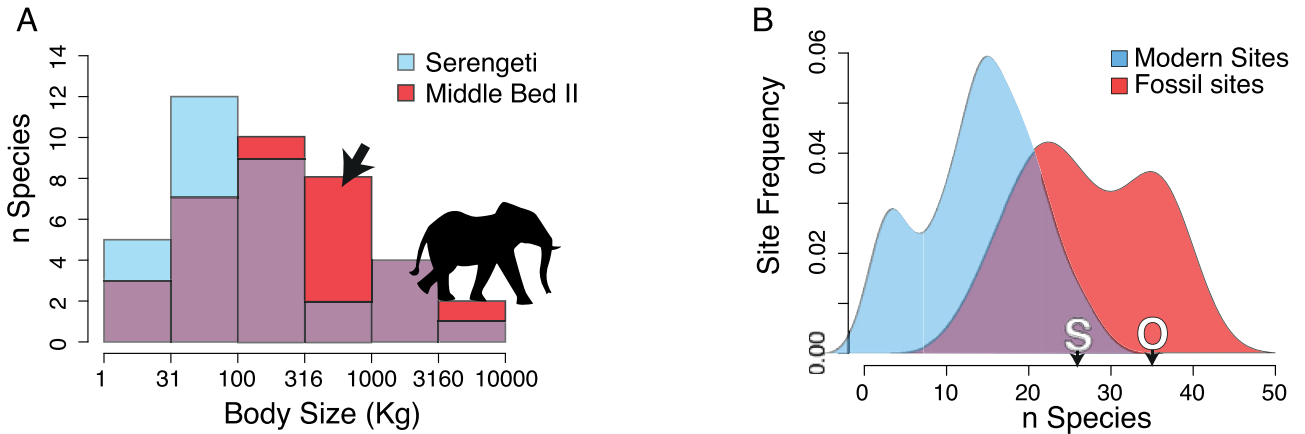 A
n Species
14
12
10
8
6
4
2
0
Serengeti
Middle Bed II
1 31 100 316 1000 3160 10000
Body Size (Kg)
B
Site Frequency
0.06
0.04
0.02
0.00
Modern Sites
Fossil sites
S O
0 10 20 30 40 50
n Species